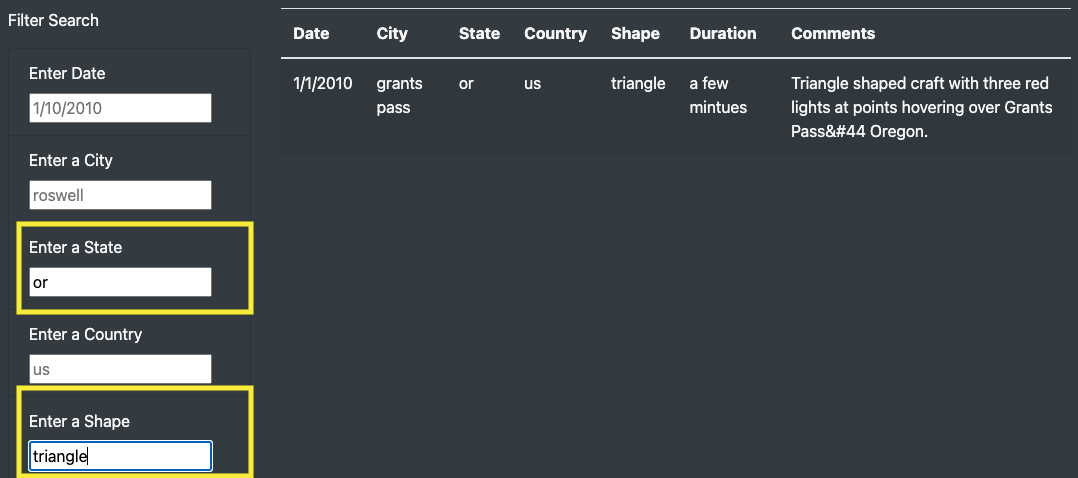 Filter Search
Enter Date
1/10/2010
Enter a City
roswell
Enter a State
or
Enter a Country
us
Enter a Shape
triangle
Date City State Country Shape Duration Comments
1/1/2010 grants or us triangle a few Triangle shaped craft with three red
pass mintues lights at points hovering over Grants
Pass&#44 Oregon.